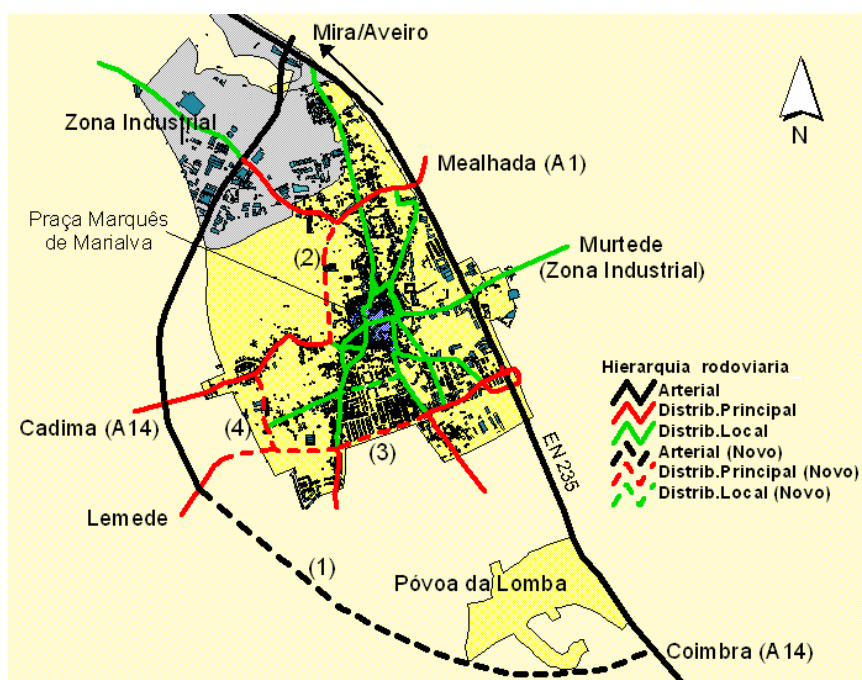 Mira/Aveiro
Zona Industrial
N
Mealhada (A1)
Praça Marquês
de Marialva
(2)
Murtede
(Zona Industrial)
Hierarquia rodoviaria
Arterial
Distrib.Principal
Distrib.Local
Arterial (Novo)
Distrib.Principal (Novo)
Distrib.Local (Novo)
Cadima (A14)
(4)
(3)
EN 235
Lemede
(1)
Póvoa da Lomba
Coimbra (A14)